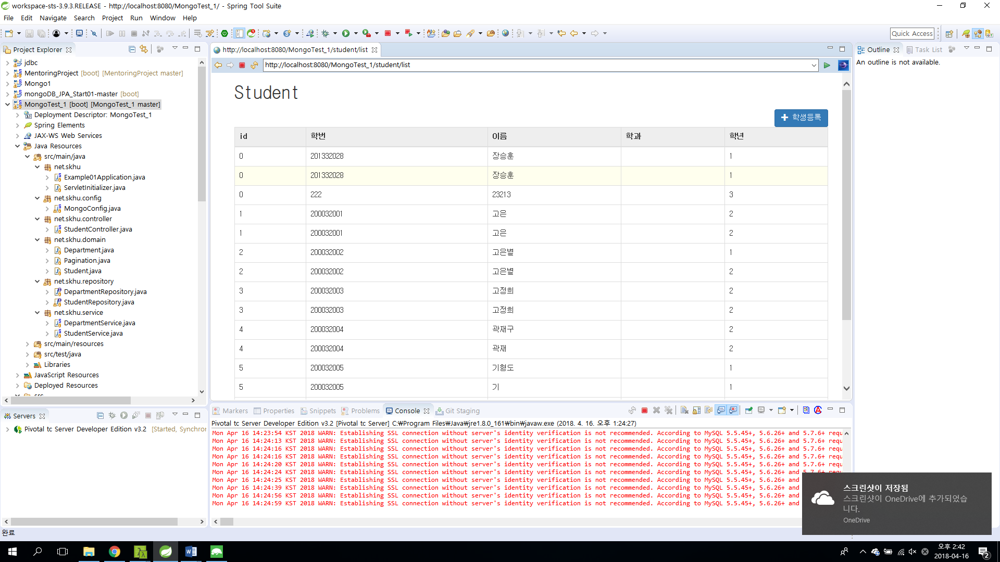 workspace-sts-3.9.3.RELEASE - http://localhost:8080/MongoTest_1/ - Spring Tool Suite
File Edit Navigate Search Project Run Window Help
Quick Access
Project Explorer
jdbc
MentoringProject [boot] [MentoringProject master]
Mongo1
mongoDB_JPA_Start01-master [boot]
MongoTest_1 [boot] [MongoTest_1 master]
Deployment Descriptor: MongoTest_1
Spring Elements
JAX-WS Web Services
Java Resources
src/main/java
net.skhu
Example01Application.java
ServletInitializer.java
net.skhu.config
MongoConfig.java
net.skhu.controller
StudentController.java
net.skhu.domain
Department.java
Pagination.java
Student.java
net.skhu.repository
DepartmentRepository.java
StudentRepository.java
net.skhu.service
DepartmentService.java
StudentService.java
src/main/resources
src/test/java
Libraries
JavaScript Resources
Deployed Resources
src
Servers
Pivotal tc Server Developer Edition v3.2 [Started, Synchror
http://localhost:8080/MongoTest_1/student/list
http://localhost:8080/MongoTest_1/student/list
Student
학생등록
id 학번 이름 학과 학년
0 201332028 장승훈 1
0 201332028 장승훈 1
0 222 23213 3
1 200032001 고은 2
1 200032001 고은 2
2 200032002 고은별 1
2 200032002 고은별 2
3 200032003 고정희 2
3 200032003 고정희 2
4 200032004 곽재구 2
4 200032004 곽재 2
5 200032005 기형도 1
5 200032005 기 1
Outline Task List
An outline is not available.
Markers Properties Snippets Problems Console Git Staging
Pivotal tc Server Developer Edition v3.2 [Pivotal tc Server] C:₩Program Files₩Java₩jre1.8.0_161₩bin₩javaw.exe (2018. 4. 16. 오후 1:24:27)
Mon Apr 16 14:23:54 KST 2018 WARN: Establishing SSL connection without server's identity verification is not recommended. According to MySQL 5.5.45+, 5.6.26+ and 5.7.6+ requ
Mon Apr 16 14:24:13 KST 2018 WARN: Establishing SSL connection without server's identity verification is not recommended. According to MySQL 5.5.45+, 5.6.26+ and 5.7.6+ requ
Mon Apr 16 14:24:16 KST 2018 WARN: Establishing SSL connection without server's identity verification is not recommended. According to MySQL 5.5.45+, 5.6.26+ and 5.7.6+ requ
Mon Apr 16 14:24:16 KST 2018 WARN: Establishing SSL connection without server's identity verification is not recommended. According to MySQL 5.5.45+, 5.6.26+ and 5.7.6+ requ
Mon Apr 16 14:24:20 KST 2018 WARN: Establishing SSL connection without server's identity verification is not recommended. According to MySQL 5.5.45+, 5.6.26+ and 5.7.6+ requ
Mon Apr 16 14:24:24 KST 2018 WARN: Establishing SSL connection without server's identity verification is not recommended. According to MySQL 5.5.45+, 5.6.26+ and 5.7.6+ requ
Mon Apr 16 14:24:25 KST 2018 WARN: Establishing SSL connection without server's identity verification is not recommended. According to MySQL 5.5.45+, 5.6.26+ and
Mon Apr 16 14:24:39 KST 2018 WARN: Establishing SSL connection without server's identity verification is not recommended. According to MySQL 5.5.45+, 5.6.26+ and
Mon Apr 16 14:24:56 KST 2018 WARN: Establishing SSL connection without server's identity verification is not recommended. According to MySQL 5.5.45+, 5.6.26+ and
Mon Apr 16 14:24:59 KST 2018 WARN: Establishing SSL connection without server's identity verification is not recommended. According to MySQL 5.5.45+, 5.6.26+ and
스크린샷이 저장됨
스크린샷이 OneDrive에 추가되었습
니다.
OneDrive
완료
오후 2:42
2018-04-16
2